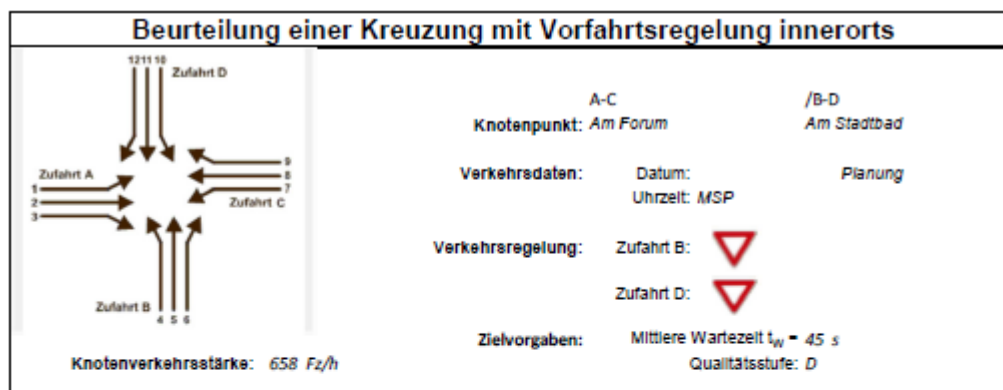 Beurteilung einer Kreuzung mit Vorfahrtsregelung innerorts
12 11 10
Zufahrt D
Zufahrt A
1
2
3
9
8
7
Zufahrt C
Zufahrt B
4 5 6
Knotenverkehrsstärke: 658 Fz/h
A-C /B-D
Knotenpunkt: Am Forum Am Stadtbad
Verkehrsdaten: Datum: Planung
Uhrzeit: MSP
Verkehrsregelung: Zufahrt B:
Zufahrt D:
Zielvorgaben: Mittlere Wartezeit tw = 45 s
Qualitätsstufe: D